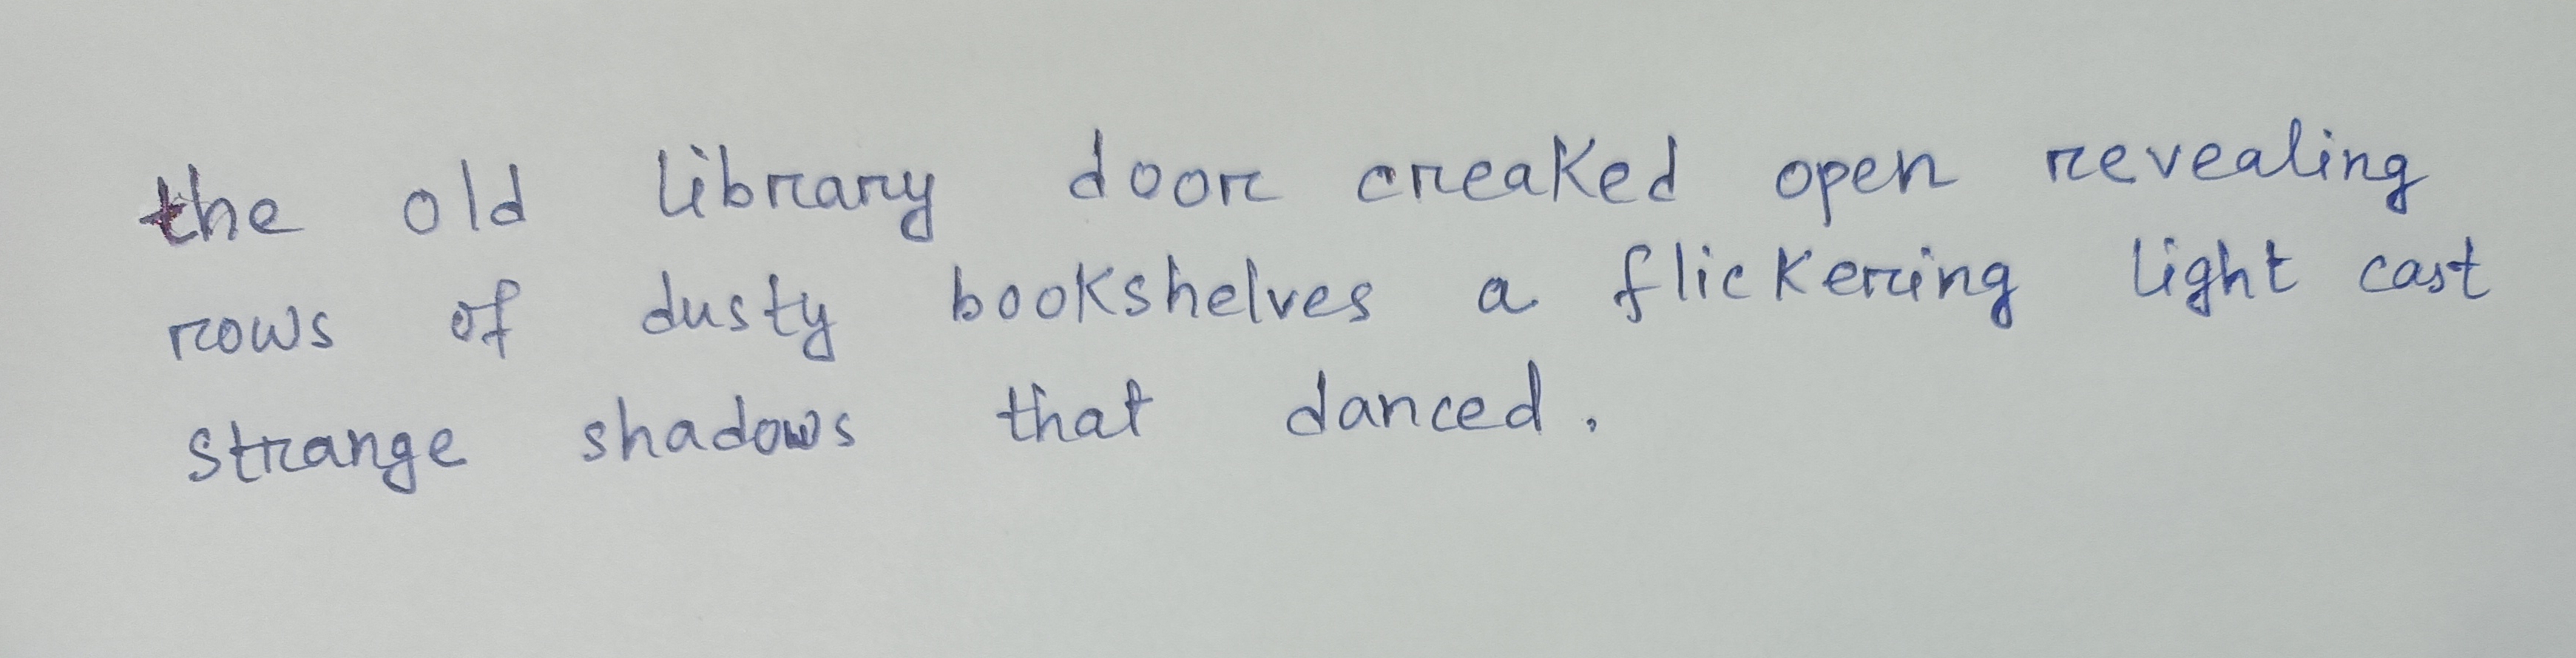 the old library door creaked open revealing
rows of dusty bookshelves a flickering light cast
strange shadows that danced.